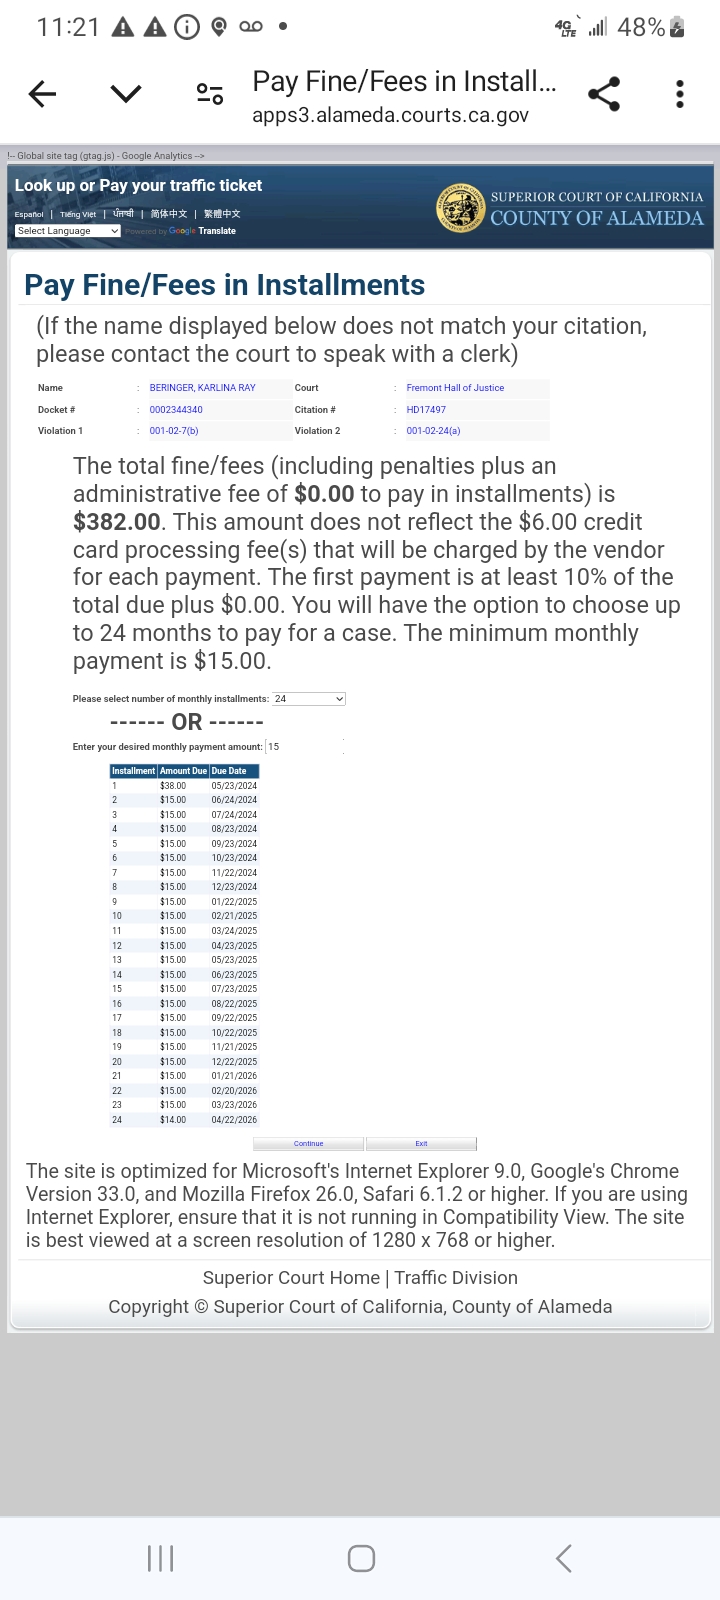 11:21
4G LTE 48%
Pay Fine/Fees in Install...
apps3.alameda.courts.ca.gov
!-- Global site tag (gtag.js) - Google Analytics -->
Look up or Pay your traffic ticket
Español | Tiếng Việt | ਪੰਜਾਬੀ | 简体中文 | 繁體中文
Select Language Powered by Google Translate
SUPERIOR COURT OF CALIFORNIA
COUNTY OF ALAMEDA
Pay Fine/Fees in Installments
(If the name displayed below does not match your citation,
please contact the court to speak with a clerk)
Name : BERINGER, KARLINA RAY Court : Fremont Hall of Justice
Docket # : 0002344340 Citation # : HD17497
Violation 1 : 001-02-7(b) Violation 2 : 001-02-24(a)
The total fine/fees (including penalties plus an
administrative fee of $0.00 to pay in installments) is
$382.00. This amount does not reflect the $6.00 credit
card processing fee(s) that will be charged by the vendor
for each payment. The first payment is at least 10% of the
total due plus $0.00. You will have the option to choose up
to 24 months to pay for a case. The minimum monthly
payment is $15.00.
Please select number of monthly installments: 24
------ OR ------
Enter your desired monthly payment amount: 15
Installment Amount Due Due Date
1 $38.00 05/23/2024
2 $15.00 06/24/2024
3 $15.00 07/24/2024
4 $15.00 08/23/2024
5 $15.00 09/23/2024
6 $15.00 10/23/2024
7 $15.00 11/22/2024
8 $15.00 12/23/2024
9 $15.00 01/22/2025
10 $15.00 02/21/2025
11 $15.00 03/24/2025
12 $15.00 04/23/2025
13 $15.00 05/23/2025
14 $15.00 06/23/2025
15 $15.00 07/23/2025
16 $15.00 08/22/2025
17 $15.00 09/22/2025
18 $15.00 10/22/2025
19 $15.00 11/21/2025
20 $15.00 12/22/2025
21 $15.00 01/21/2026
22 $15.00 02/20/2026
23 $15.00 03/23/2026
24 $14.00 04/22/2026
Continue Exit
The site is optimized for Microsoft's Internet Explorer 9.0, Google's Chrome
Version 33.0, and Mozilla Firefox 26.0, Safari 6.1.2 or higher. If you are using
Internet Explorer, ensure that it is not running in Compatibility View. The site
is best viewed at a screen resolution of 1280 x 768 or higher.
Superior Court Home | Traffic Division
Copyright © Superior Court of California, County of Alameda